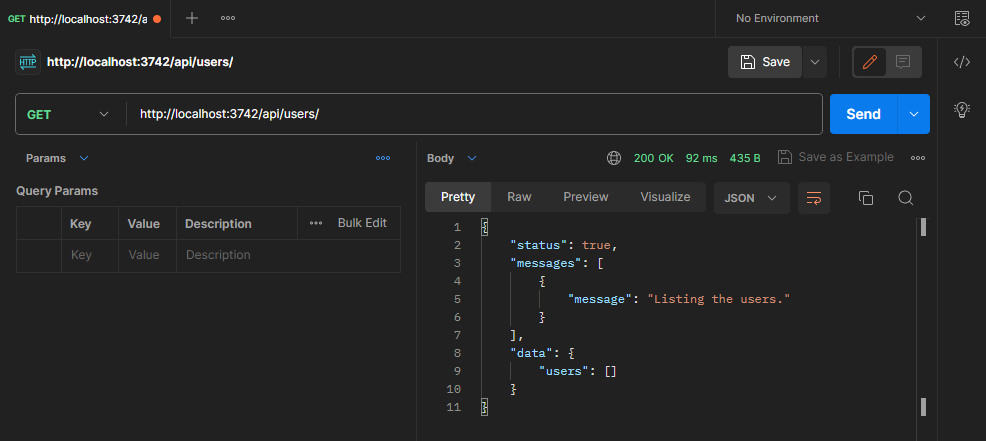 GET http://localhost:3742/a
No Environment
HTTP http://localhost:3742/api/users/
Save
GET http://localhost:3742/api/users/
Send
Params
Query Params
Key Value Description Bulk Edit
Key Value Description
Body 200 OK 92 ms 435 B Save as Example
Pretty Raw Preview Visualize JSON
1 {
2 "status": true,
3 "messages": [
4 {
5 "message": "Listing the users."
6 }
7 ],
8 "data": {
9 "users": []
10 }
11 }